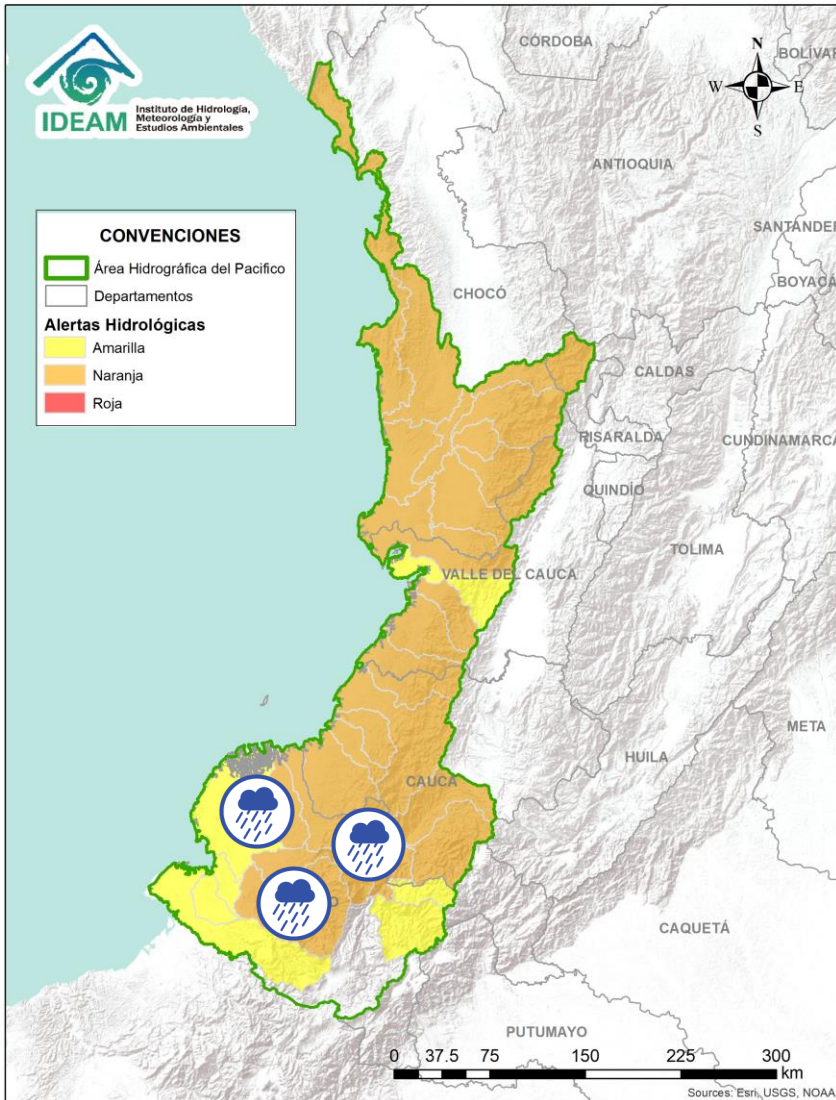 IDEAM
Instituto de Hidrología,
Meteorología y
Estudios Ambientales
N
W
E
S
CÓRDOBA
BOLÍVAR
ANTIOQUIA
SANTANDER
BOYACÁ
CHOCÓ
CONVENCIONES
Área Hidrográfica del Pacifico
Departamentos
Alertas Hidrológicas
Amarilla
Naranja
Roja
CALDAS
RISARALDA
CUNDINAMARCA
QUINDÍO
TOLIMA
VALLE DEL CAUCA
META
HUILA
CAUCA
CAQUETÁ
PUTUMAYO
0 37.5 75 150 225 300
km
Sources: Esri, USGS, NOAA